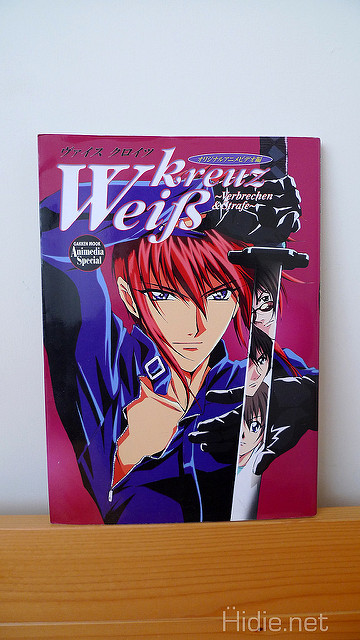 ヴァイス クロイツ
オリジナルアニメビデオ編
kreuz
Weiß
~Verbrechen
&Strafe~
GAKKEN MOOK
Animedia
Special
Hidie.net